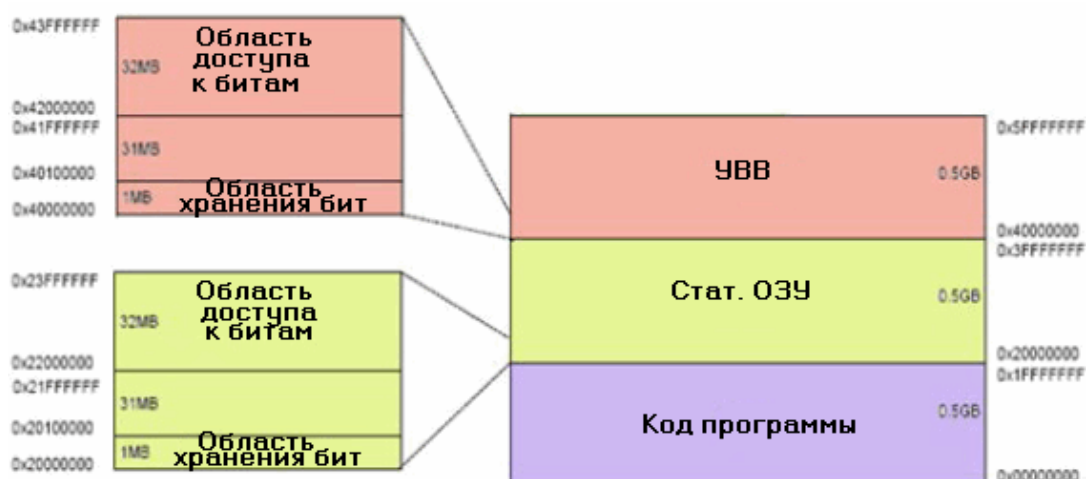 0x43FFFFFF
Область
доступа
к битам
32MB
0x42000000
0x41FFFFFF
31MB
0x40100000
1MB
Область
хранения бит
0x40000000
0x23FFFFFF
Область
доступа
к битам
32MB
0x22000000
0x21FFFFFF
31MB
0x20100000
1MB
Область
хранения бит
0x20000000
0x5FFFFFFF
УВВ
0.5GB
0x40000000
0x3FFFFFFF
Стат. ОЗУ
0.5GB
0x20000000
0x1FFFFFFF
Код программы
0.5GB
0x00000000